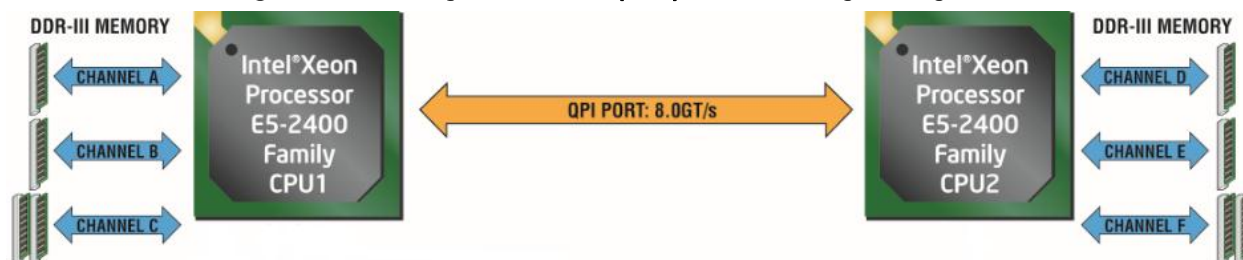 DDR-III MEMORY
CHANNEL A
CHANNEL B
CHANNEL C
Intel®Xeon
Processor
E5-2400
Family
CPU1
QPI PORT: 8.0GT/s
Intel®Xeon
Processor
E5-2400
Family
CPU2
DDR-III MEMORY
CHANNEL D
CHANNEL E
CHANNEL F